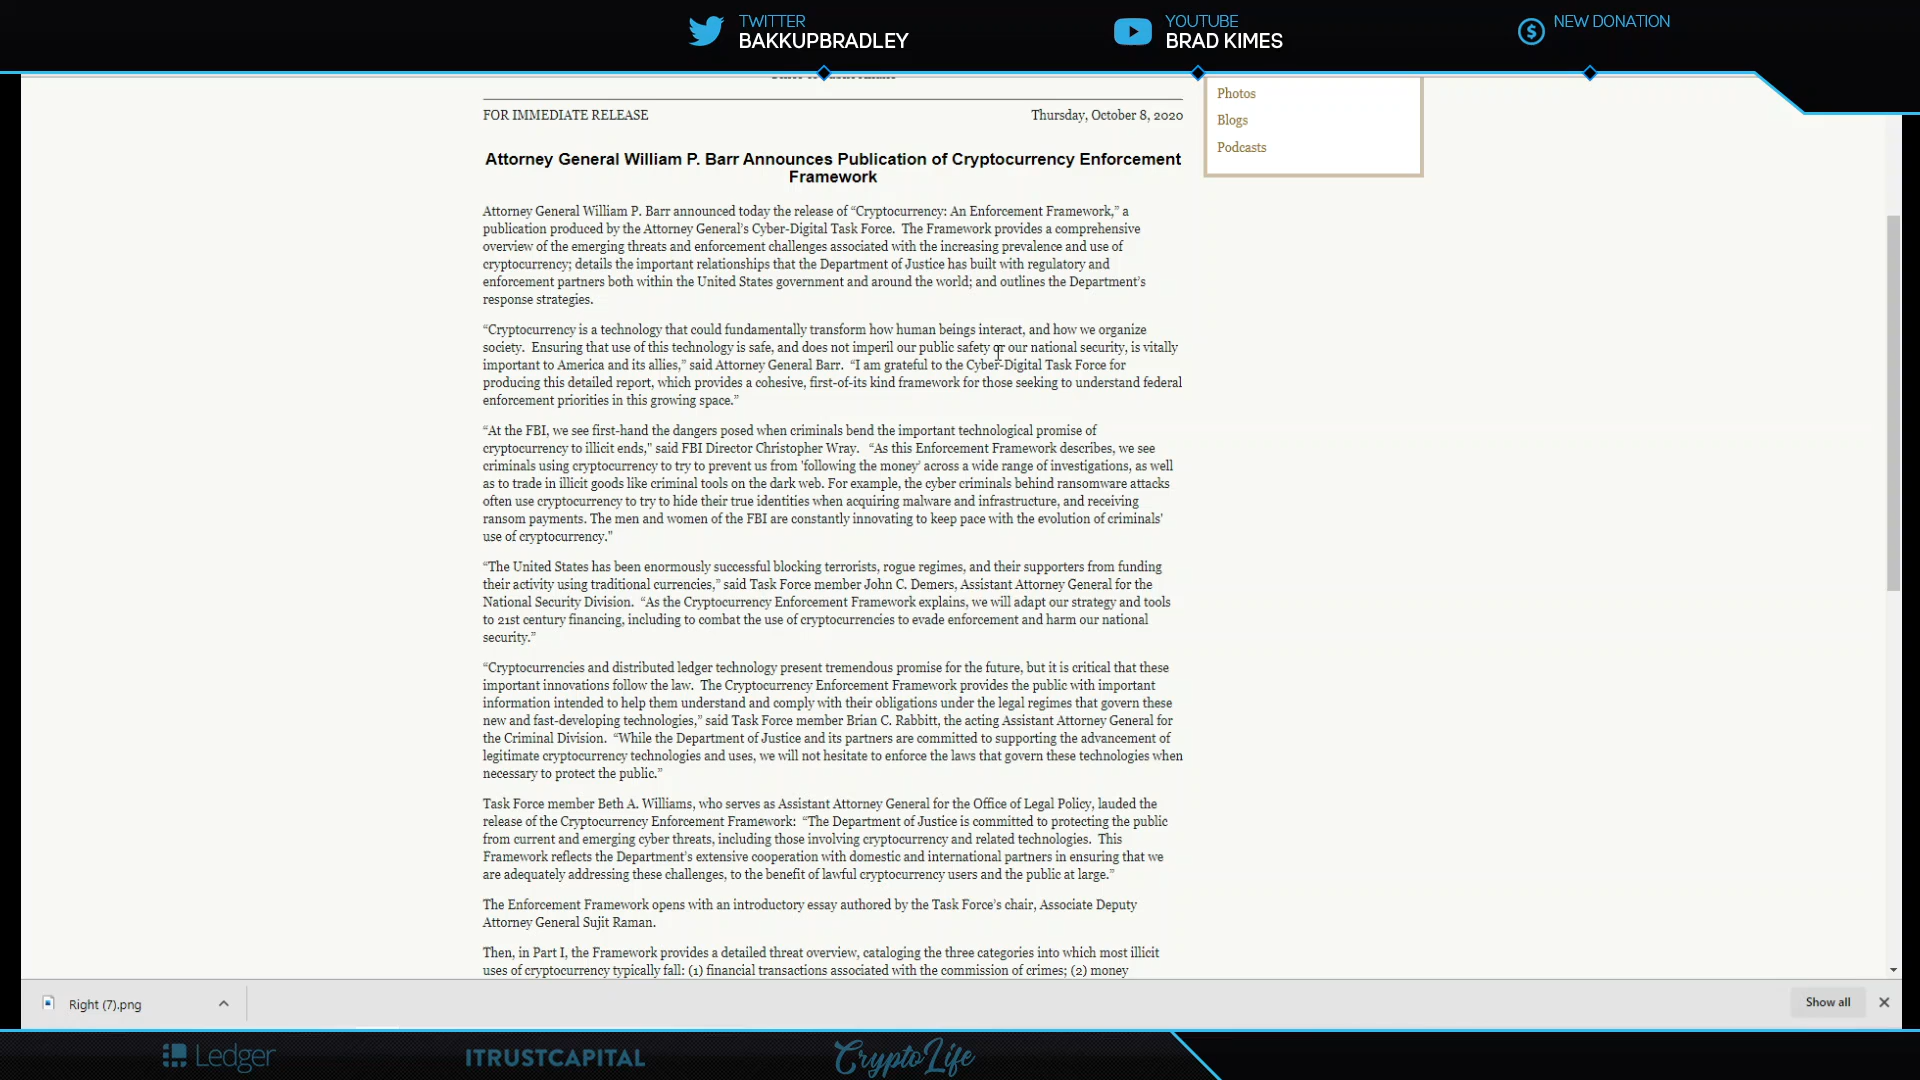 TWITTER
BAKKUPBRADLEY
YOUTUBE
BRAD KIMES
NEW DONATION
Photos
Blogs
Podcasts
FOR IMMEDIATE RELEASE
Thursday, October 8, 2020
Attorney General William P. Barr Announces Publication of Cryptocurrency Enforcement
Framework
Attorney General William P. Barr announced today the release of “Cryptocurrency: An Enforcement Framework,” a
publication produced by the Attorney General’s Cyber-Digital Task Force.  The Framework provides a comprehensive
overview of the emerging threats and enforcement challenges associated with the increasing prevalence and use of
cryptocurrency; details the important relationships that the Department of Justice has built with regulatory and
enforcement partners both within the United States government and around the world; and outlines the Department’s
response strategies.
“Cryptocurrency is a technology that could fundamentally transform how human beings interact, and how we organize
society.  Ensuring that use of this technology is safe, and does not imperil our public safety or our national security, is vitally
important to America and its allies,” said Attorney General Barr.  “I am grateful to the Cyber-Digital Task Force for
producing this detailed report, which provides a cohesive, first-of-its kind framework for those seeking to understand federal
enforcement priorities in this growing space.”
“At the FBI, we see first-hand the dangers posed when criminals bend the important technological promise of
cryptocurrency to illicit ends," said FBI Director Christopher Wray.   “As this Enforcement Framework describes, we see
criminals using cryptocurrency to try to prevent us from 'following the money' across a wide range of investigations, as well
as to trade in illicit goods like criminal tools on the dark web. For example, the cyber criminals behind ransomware attacks
often use cryptocurrency to try to hide their true identities when acquiring malware and infrastructure, and receiving
ransom payments. The men and women of the FBI are constantly innovating to keep pace with the evolution of criminals'
use of cryptocurrency."
“The United States has been enormously successful blocking terrorists, rogue regimes, and their supporters from funding
their activity using traditional currencies,” said Task Force member John C. Demers, Assistant Attorney General for the
National Security Division.  “As the Cryptocurrency Enforcement Framework explains, we will adapt our strategy and tools
to 21st century financing, including to combat the use of cryptocurrencies to evade enforcement and harm our national
security.”
“Cryptocurrencies and distributed ledger technology present tremendous promise for the future, but it is critical that these
important innovations follow the law.  The Cryptocurrency Enforcement Framework provides the public with important
information intended to help them understand and comply with their obligations under the legal regimes that govern these
new and fast-developing technologies,” said Task Force member Brian C. Rabbitt, the acting Assistant Attorney General for
the Criminal Division.  “While the Department of Justice and its partners are committed to supporting the advancement of
legitimate cryptocurrency technologies and uses, we will not hesitate to enforce the laws that govern these technologies when
necessary to protect the public.”
Task Force member Beth A. Williams, who serves as Assistant Attorney General for the Office of Legal Policy, lauded the
release of the Cryptocurrency Enforcement Framework:  “The Department of Justice is committed to protecting the public
from current and emerging cyber threats, including those involving cryptocurrency and related technologies.  This
Framework reflects the Department’s extensive cooperation with domestic and international partners in ensuring that we
are adequately addressing these challenges, to the benefit of lawful cryptocurrency users and the public at large.”
The Enforcement Framework opens with an introductory essay authored by the Task Force’s chair, Associate Deputy
Attorney General Sujit Raman.
Then, in Part I, the Framework provides a detailed threat overview, cataloging the three categories into which most illicit
uses of cryptocurrency typically fall: (1) financial transactions associated with the commission of crimes; (2) money
Right (7).png
Show all
Ledger
ITRUSTCAPITAL
CryptoLife